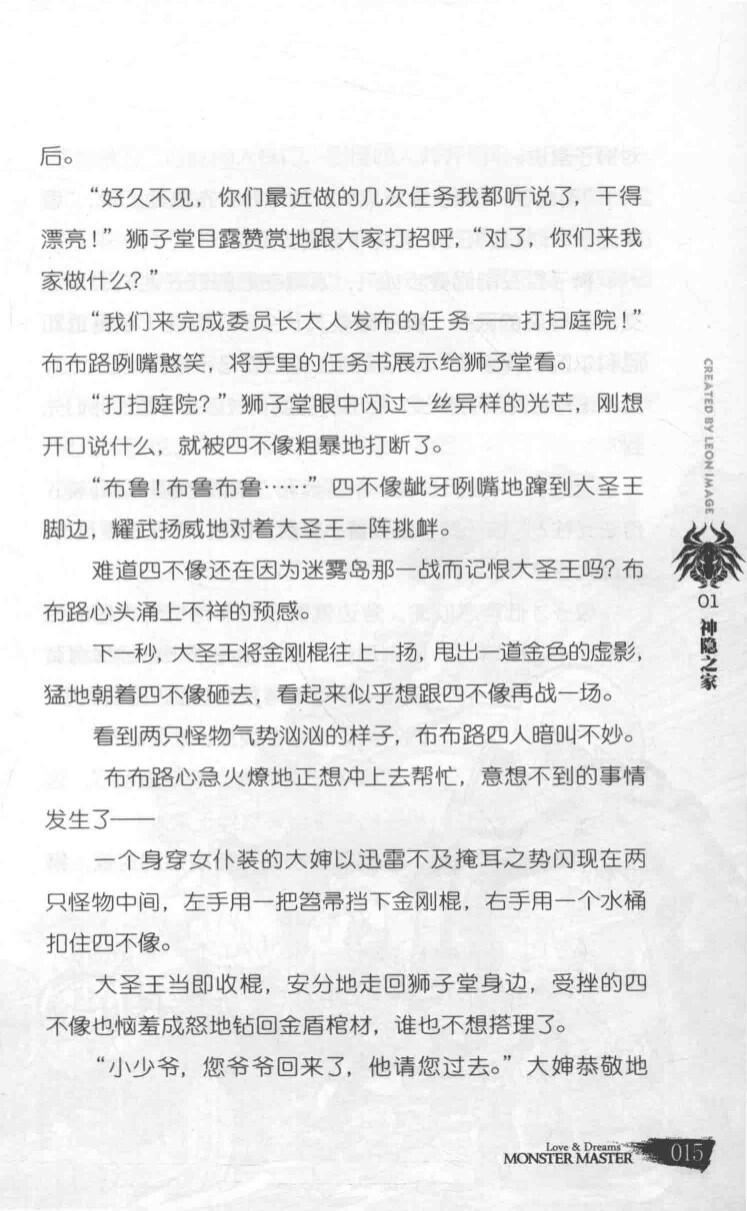 后。
“好久不见，你们最近做的几次任务我都听说了，干得
漂亮！”狮子堂目露赞赏地跟大家打招呼，“对了，你们来我
家做什么？”
“我们来完成委员长大人发布的任务——打扫庭院！”
布布路咧嘴憨笑，将手里的任务书展示给狮子堂看。
“打扫庭院？”狮子堂眼中闪过一丝异样的光芒，刚想
开口说什么，就被四不像粗暴地打断了。
“布鲁！布鲁布鲁……”四不像龇牙咧嘴地蹿到大圣王
脚边，耀武扬威地对着大圣王一阵挑衅。
难道四不像还在因为迷雾岛那一战而记恨大圣王吗？布
布路心头涌上不祥的预感。
下一秒，大圣王将金刚棍往上一扬，甩出一道金色的虚影，
猛地朝着四不像砸去，看起来似乎想跟四不像再战一场。
看到两只怪物气势汹汹的样子，布布路四人暗叫不妙。
布布路心急火燎地正想冲上去帮忙，意想不到的事情
发生了——
一个身穿女仆装的大婶以迅雷不及掩耳之势闪现在两
只怪物中间，左手用一把笤帚挡下金刚棍，右手用一个水桶
扣住四不像。
大圣王当即收棍，安分地走回狮子堂身边，受挫的四
不像也恼羞成怒地钻回金盾棺材，谁也不想搭理了。
“小少爷，您爷爷回来了，他请您过去。”大婶恭敬地
CREATED BY LEON IMAGE
01
神隐之家
Love & Dreams
MONSTER MASTER
015